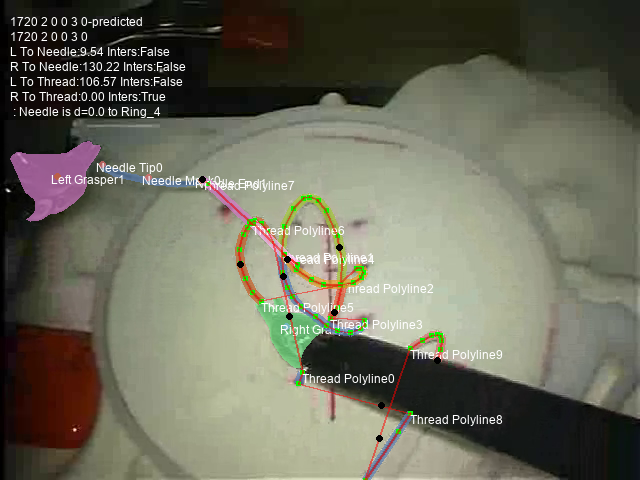 1720 2 0 0 3 0-predicted
1720 2 0 0 3 0
L To Needle:9.54 Inters:False
R To Needle:130.22 Inters:False
L To Thread:106.57 Inters:False
R To Thread:0.00 Inters:True
: Needle is d=0.0 to Ring_4
Needle Tip0
Left Grasper1
Thread Polyline7
Thread Polyline6
Thread Polyline2
Thread Polyline5
Thread Polyline3
Thread Polyline9
Thread Polyline0
Thread Polyline8